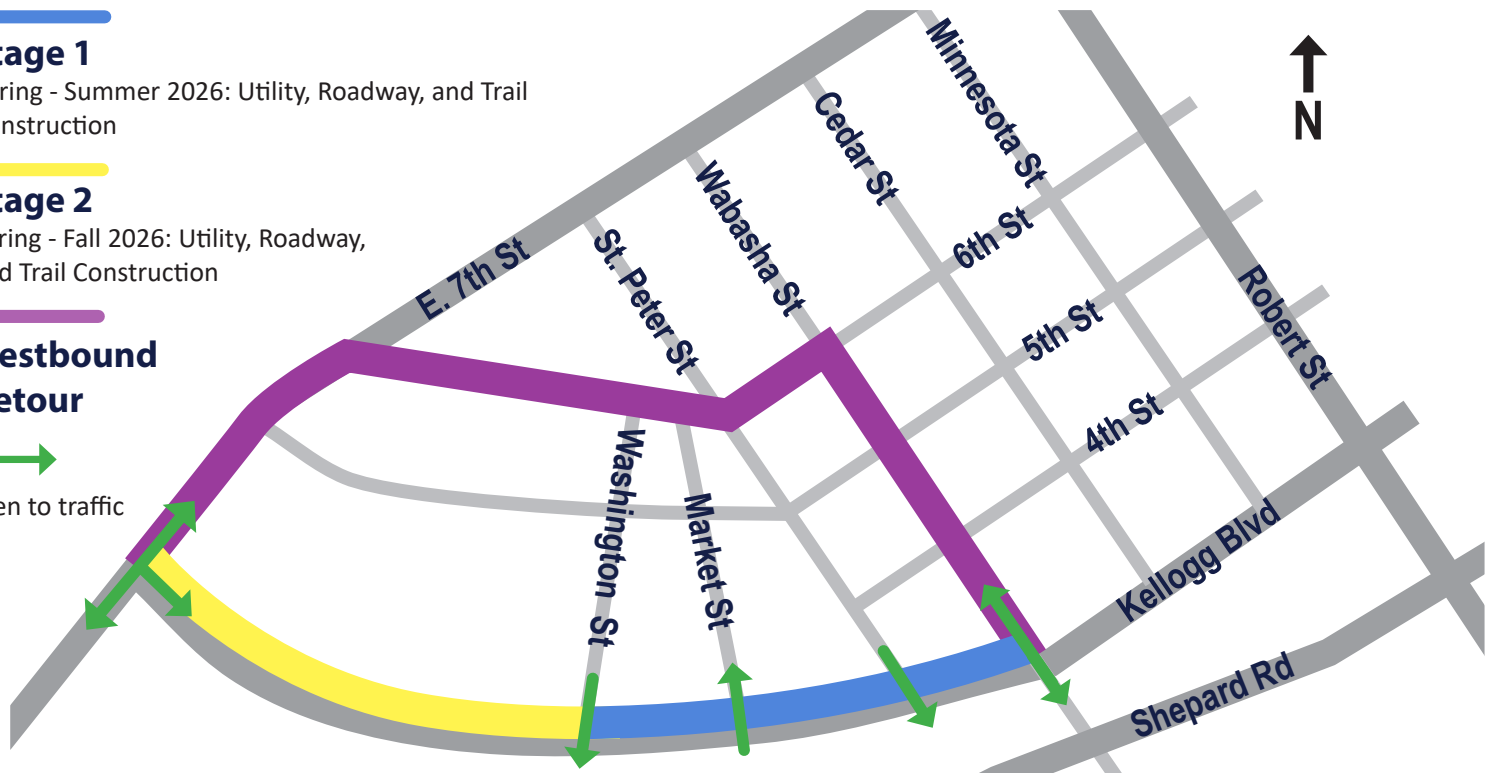 tage 1
ring - Summer 2026: Utility, Roadway, and Trail
nstruction
tage 2
ring - Fall 2026: Utility, Roadway,
d Trail Construction
estbound
etour
en to traffic
E. 7th St
St. Peter St
Wabasha St
Cedar St
Minnesota St
N
6th St
5th St
4th St
Robert St
Washington St
Market St
Kellogg Blvd
Shepard Rd